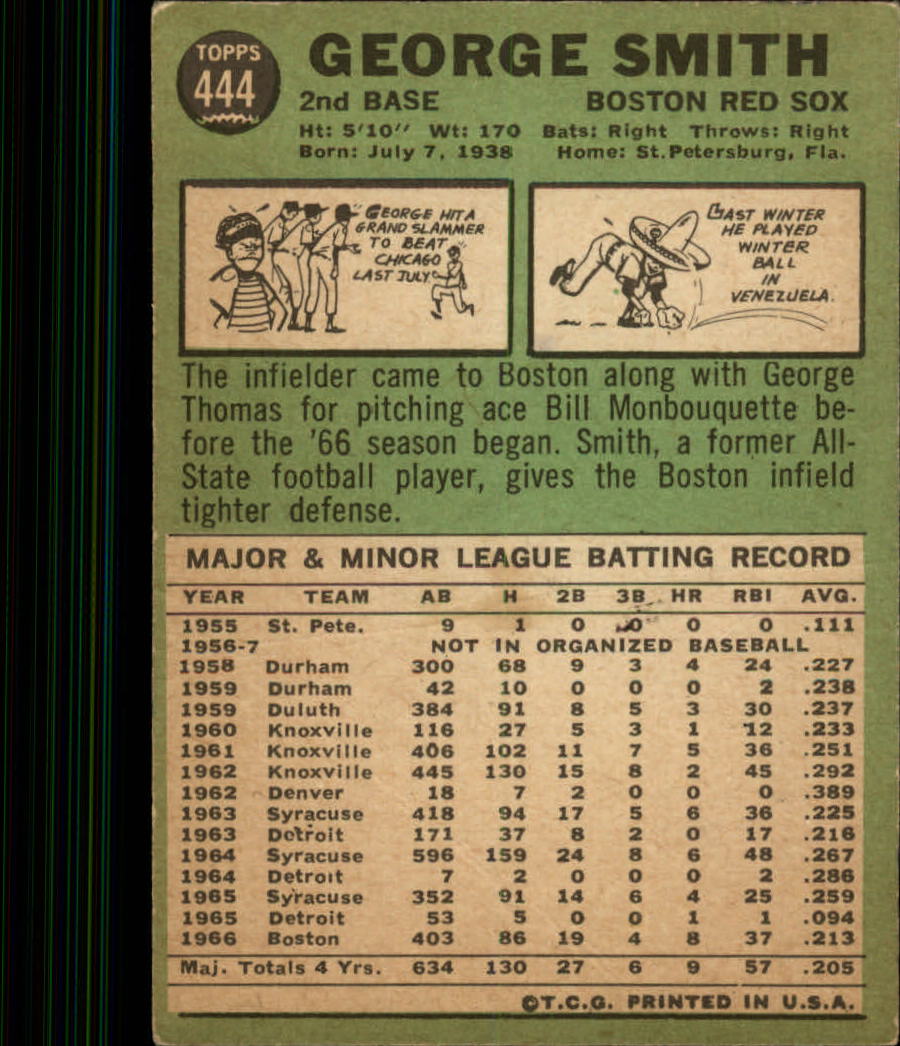 TOPPS
444
GEORGE SMITH
2nd BASE BOSTON RED SOX
Ht: 5'10" Wt: 170 Bats: Right Throws: Right
Born: July 7, 1938 Home: St.Petersburg, Fla.
GEORGE HIT A
GRAND SLAMMER
TO BEAT
CHICAGO
LAST JULY
LAST WINTER
HE PLAYED
WINTER
BALL
IN
VENEZUELA.
The infielder came to Boston along with George
Thomas for pitching ace Bill Monbouquette be-
fore the '66 season began. Smith, a former All-
State football player, gives the Boston infield
tighter defense.
MAJOR & MINOR LEAGUE BATTING RECORD
YEAR TEAM AB H 2B 3B HR RBI AVG.
1955 St. Pete. 9 1 0 0 0 0 .111
1956-7 NOT IN ORGANIZED BASEBALL
1958 Durham 300 68 9 3 4 24 .227
1959 Durham 42 10 0 0 0 2 .238
1959 Duluth 384 91 8 5 3 30 .237
1960 Knoxville 116 27 5 3 1 12 .233
1961 Knoxville 406 102 11 7 5 36 .251
1962 Knoxville 445 130 15 8 2 45 .292
1962 Denver 18 7 2 0 0 0 .389
1963 Syracuse 418 94 17 5 6 36 .225
1963 Detroit 171 37 8 2 0 17 .216
1964 Syracuse 596 159 24 8 6 48 .267
1964 Detroit 7 2 0 0 0 2 .286
1965 Syracuse 352 91 14 6 4 25 .259
1965 Detroit 53 5 0 0 1 1 .094
1966 Boston 403 86 19 4 8 37 .213
Maj. Totals 4 Yrs. 634 130 27 6 9 57 .205
©T.C.G. PRINTED IN U.S.A.